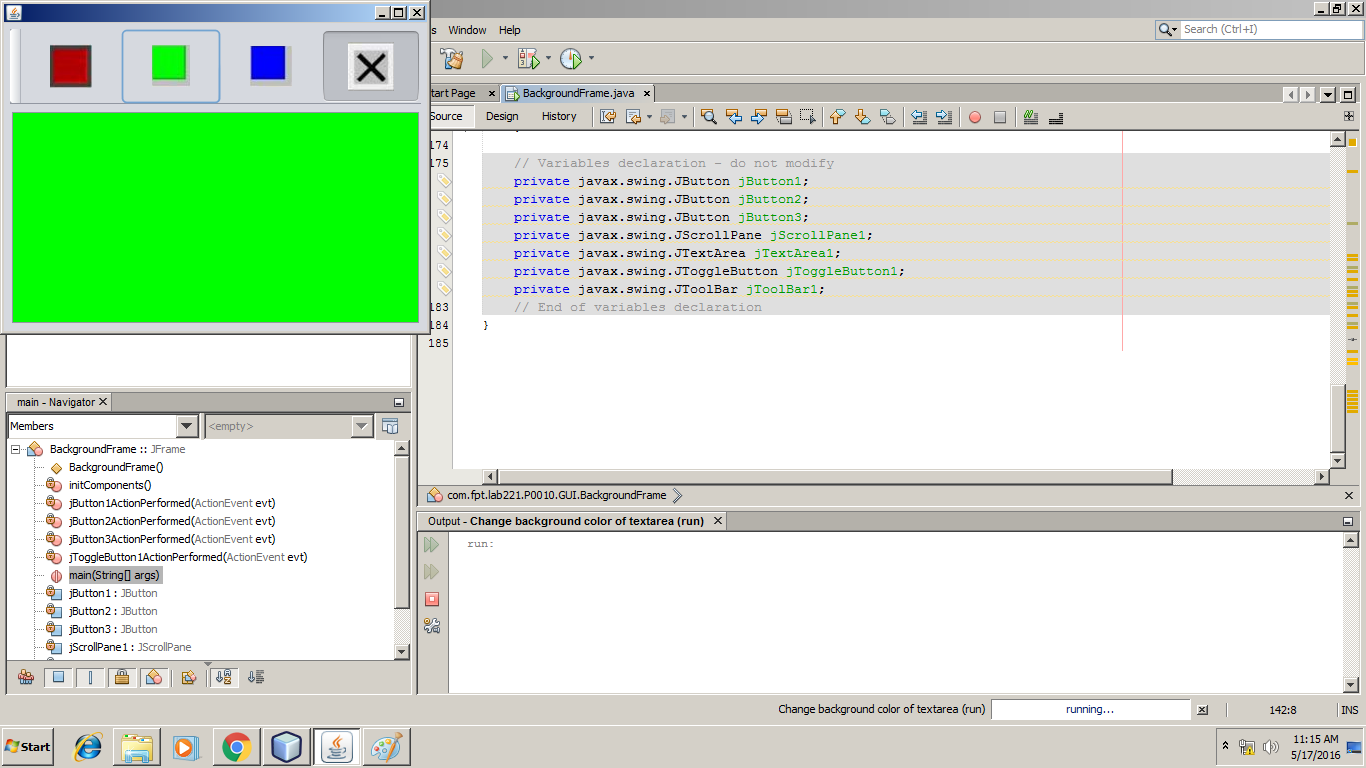 s Window Help
Search (Ctrl+I)
tart Page BackgroundFrame.java
Source Design History
174
175 // Variables declaration - do not modify
private javax.swing.JButton jButton1;
private javax.swing.JButton jButton2;
private javax.swing.JButton jButton3;
private javax.swing.JScrollPane jScrollPane1;
private javax.swing.JTextArea jTextArea1;
private javax.swing.JToggleButton jToggleButton1;
private javax.swing.JToolBar jToolBar1;
183 // End of variables declaration
184 }
185
com.fpt.lab221.P0010.GUI.BackgroundFrame
main - Navigator
Members <empty>
BackgroundFrame :: JFrame
BackgroundFrame()
initComponents()
jButton1ActionPerformed(ActionEvent evt)
jButton2ActionPerformed(ActionEvent evt)
jButton3ActionPerformed(ActionEvent evt)
jToggleButton1ActionPerformed(ActionEvent evt)
main(String[] args)
jButton1 : JButton
jButton2 : JButton
jButton3 : JButton
jScrollPane1 : JScrollPane
Output - Change background color of textarea (run)
run:
Change background color of textarea (run) running... 142:8 INS
Start
11:15 AM
5/17/2016